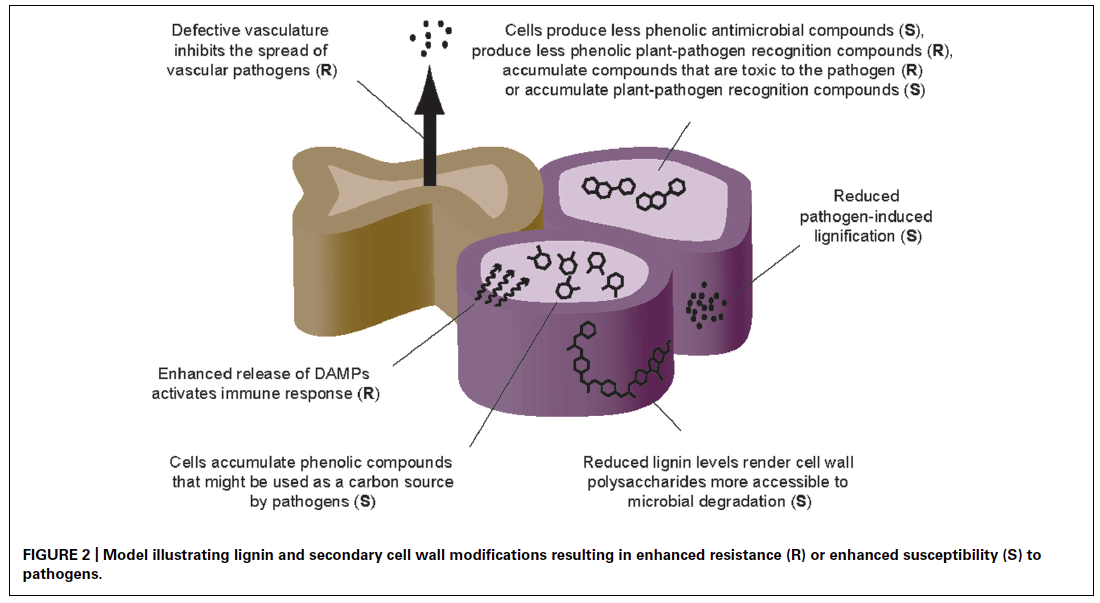 Defective vasculature
inhibits the spread of
vascular pathogens (R)
Cells produce less phenolic antimicrobial compounds (S),
produce less phenolic plant-pathogen recognition compounds (R),
accumulate compounds that are toxic to the pathogen (R)
or accumulate plant-pathogen recognition compounds (S)
Reduced
pathogen-induced
lignification (S)
Enhanced release of DAMPs
activates immune response (R)
Cells accumulate phenolic compounds
that might be used as a carbon source
by pathogens (S)
Reduced lignin levels render cell wall
polysaccharides more accessible to
microbial degradation (S)
FIGURE 2 | Model illustrating lignin and secondary cell wall modifications resulting in enhanced resistance (R) or enhanced susceptibility (S) to
pathogens.